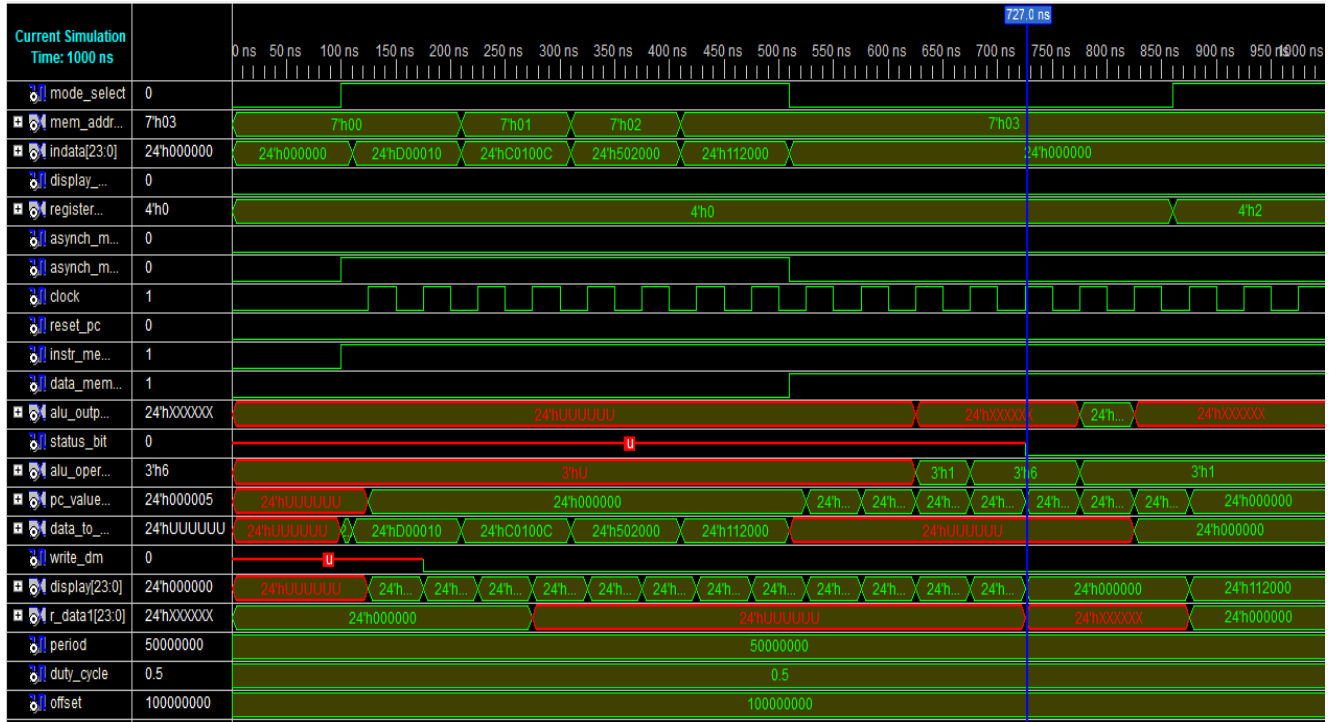 727.0 ns
Current Simulation
Time: 1000 ns
0 ns 50 ns 100 ns 150 ns 200 ns 250 ns 300 ns 350 ns 400 ns 450 ns 500 ns 550 ns 600 ns 650 ns 700 ns 750 ns 800 ns 850 ns 900 ns 950 1000 ns
mode_select 0
mem_addr... 7'h03 7'h00 7'h01 7'h02 7'h03
indata[23:0] 24'h000000 24'h000000 24'hD00010 24'hC0100C 24'h502000 24'h112000 24'h000000
display_... 0
register... 4'h0 4'h0 4'h2
asynch_m... 0
asynch_m... 0
clock 1
reset_pc 0
instr_me... 1
data_mem... 1
alu_outp... 24'hXXXXXX 24'hUUUUUU 24'hXXXXXX 24'h... 24'hXXXXXX
status_bit 0 U
alu_oper... 3'h6 3'hU 3'h1 3'h6 3'h1
pc_value... 24'h000005 24'hUUUUUU 24'h000000 24'h... 24'h... 24'h... 24'h... 24'h... 24'h... 24'h... 24'h000000
data_to_... 24'hUUUUUU 24'hUUUUUU 24'hD00010 24'hC0100C 24'h502000 24'h112000 24'hUUUUUU 24'h000000
write_dm 0 U
display[23:0] 24'h000000 24'hUUUUUU 24'h... 24'h... 24'h... 24'h... 24'h... 24'h... 24'h... 24'h... 24'h... 24'h... 24'h... 24'h... 24'h000000 24'h112000
r_data1[23:0] 24'hXXXXXX 24'h000000 24'hUUUUUU 24'hXXXXXX 24'h000000
period 50000000 50000000
duty_cycle 0.5 0.5
offset 100000000 100000000